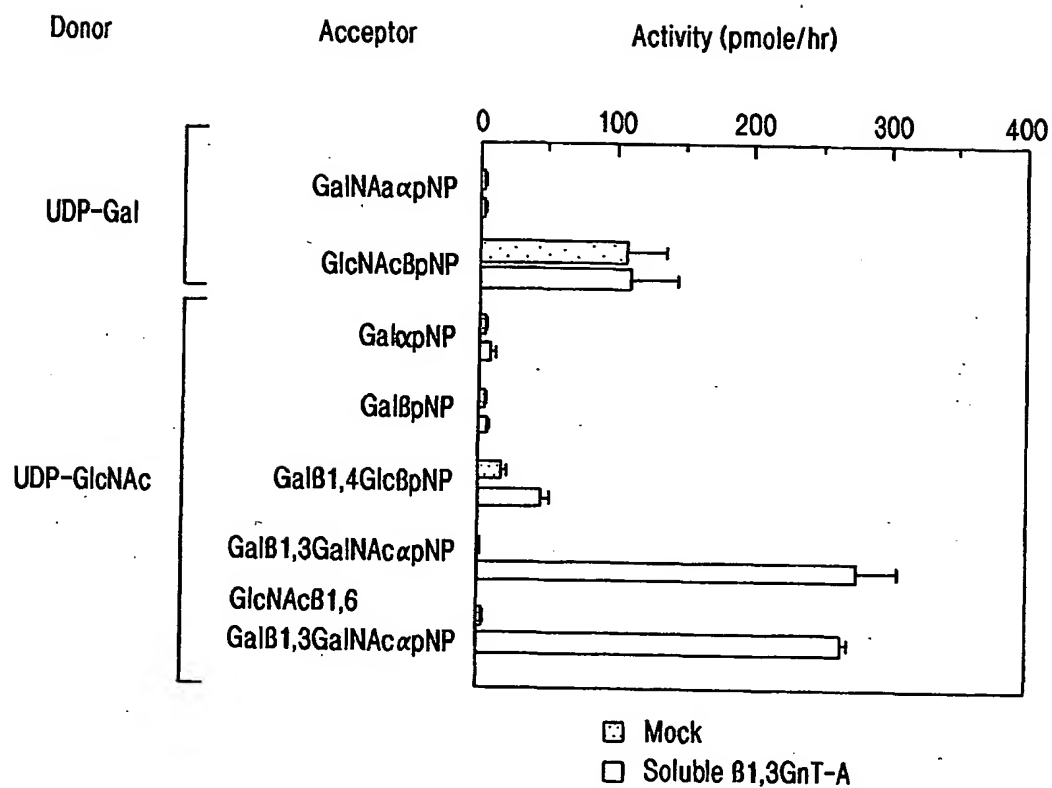 Donor Acceptor Activity (pmole/hr)
0 100 200 300 400
UDP-Gal
GalNAaαpNP
GlcNAcβpNP
UDP-GlcNAc
GalαpNP
GalβpNP
Galβ1,4GlcβpNP
Galβ1,3GalNAcαpNP
GlcNAcβ1,6
Galβ1,3GalNAcαpNP
Mock
Soluble β1,3GnT-A